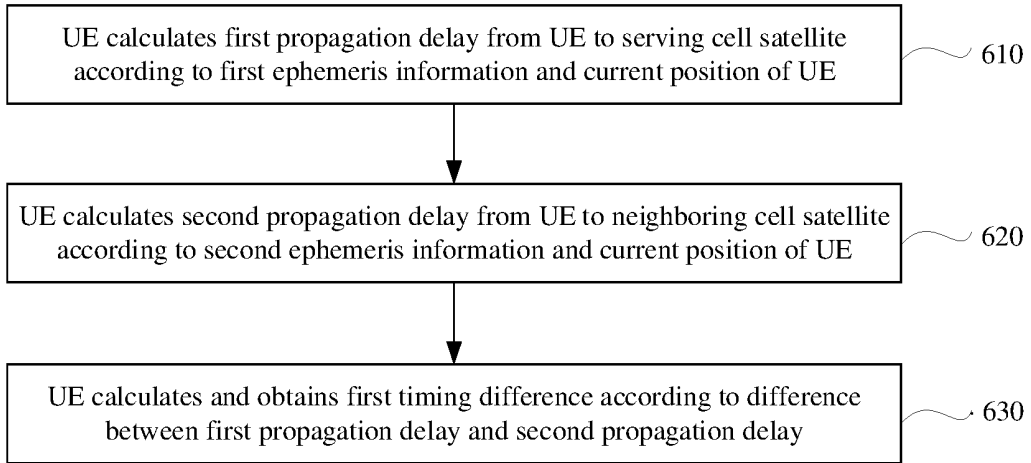 UE calculates first propagation delay from UE to serving cell satellite
according to first ephemeris information and current position of UE
610
UE calculates second propagation delay from UE to neighboring cell satellite
according to second ephemeris information and current position of UE
620
UE calculates and obtains first timing difference according to difference
between first propagation delay and second propagation delay
630